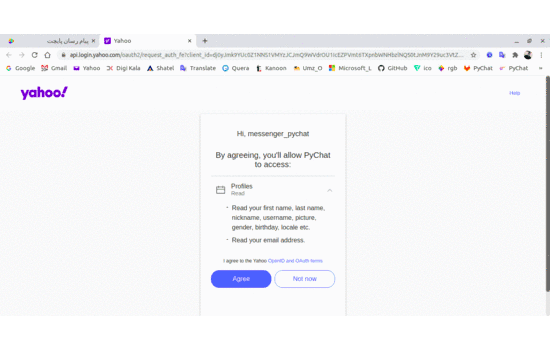 پیام رسان پایچت
Yahoo
api.login.yahoo.com/oauth2/request_auth_fe?client_id=
Google Gmail Yahoo Digi Kala Shatel Translate Quera Kanoon Umz_O Microsoft_L GitHub ico rgb PyChat PyChat »
yahoo!
Help
Hi, messenger_pychat
By agreeing, you'll allow PyChat
to access:
Profiles
Read
· Read your first name, last name,
nickname, username, picture,
gender, birthday, locale etc.
· Read your email address.
I agree to the Yahoo OpenID and OAuth terms
Agree
Not now